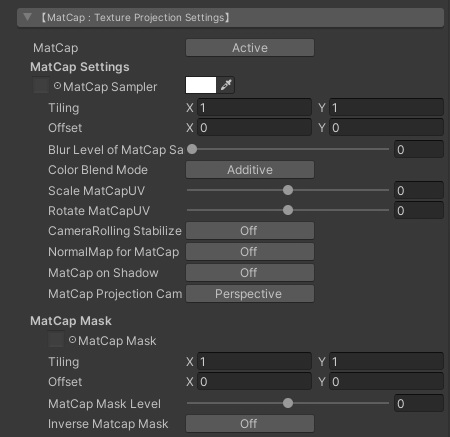 【MatCap : Texture Projection Settings】
MatCap Active
MatCap Settings
MatCap Sampler
Tiling X 1 Y 1
Offset X 0 Y 0
Blur Level of MatCap Sa 0
Color Blend Mode Additive
Scale MatCapUV 0
Rotate MatCapUV 0
CameraRolling Stabilize Off
NormalMap for MatCap Off
MatCap on Shadow Off
MatCap Projection Cam Perspective
MatCap Mask
MatCap Mask
Tiling X 1 Y 1
Offset X 0 Y 0
MatCap Mask Level 0
Inverse Matcap Mask Off